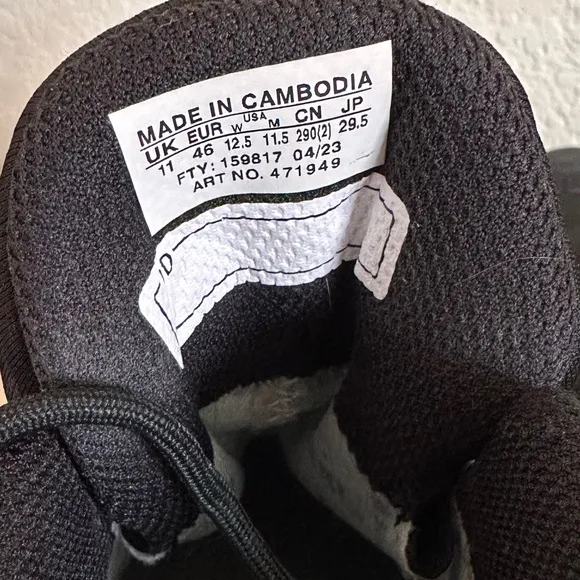 MADE IN CAMBODIA
UK EUR W USA M CN JP
11 46 12.5 11.5 290(2) 29.5
FTY: 159817 04/23
ART NO. 471949
ID